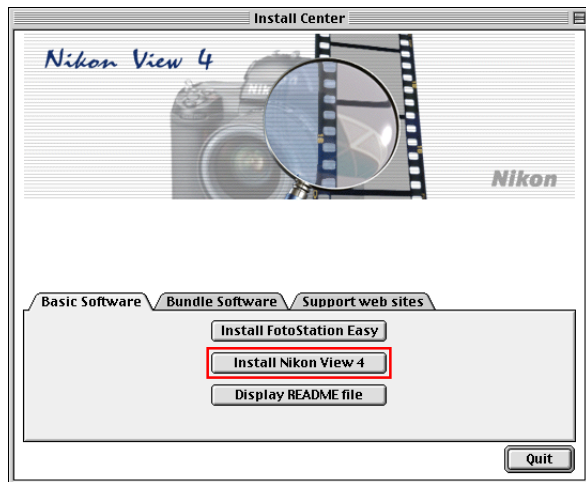 Install Center
Nikon View 4
NIK
Nikon
Basic Software Bundle Software Support web sites
Install FotoStation Easy
Install Nikon View 4
Display README file
Quit